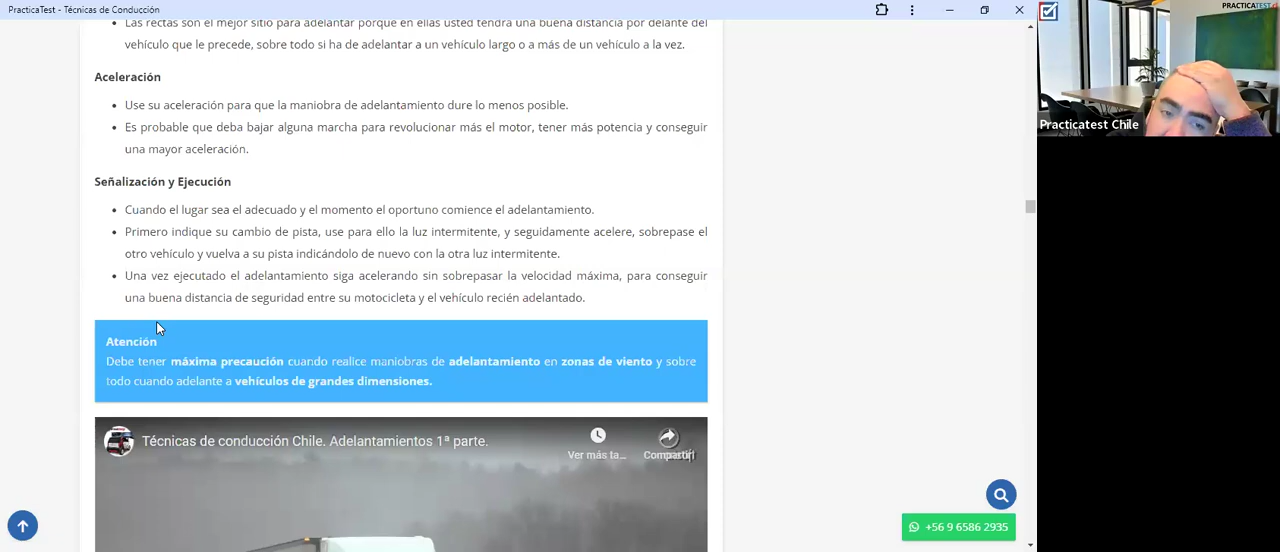 PracticaTest - Técnicas de Conducción
Las rectas son el mejor sitio para adelantar porque en ellas usted tendrá una buena distancia por delante del
vehículo que le precede, sobre todo si ha de adelantar a un vehículo largo o a más de un vehículo a la vez.
Aceleración
Use su aceleración para que la maniobra de adelantamiento dure lo menos posible.
Es probable que deba bajar alguna marcha para revolucionar más el motor, tener más potencia y conseguir
una mayor aceleración.
Señalización y Ejecución
Cuando el lugar sea el adecuado y el momento el oportuno comience el adelantamiento.
Primero indique su cambio de pista, use para ello la luz intermitente, y seguidamente acelere, sobrepase el
otro vehículo y vuelva a su pista indicándolo de nuevo con la otra luz intermitente.
Una vez ejecutado el adelantamiento siga acelerando sin sobrepasar la velocidad máxima, para conseguir
una buena distancia de seguridad entre su motocicleta y el vehículo recién adelantado.
Atención
Debe tener máxima precaución cuando realice maniobras de adelantamiento en zonas de viento y sobre
todo cuando adelante a vehículos de grandes dimensiones.
Técnicas de conducción Chile. Adelantamientos 1ª parte.
Ver más ta...
Compartir
+56 9 6586 2935
PRACTICATEST
Practicatest Chile